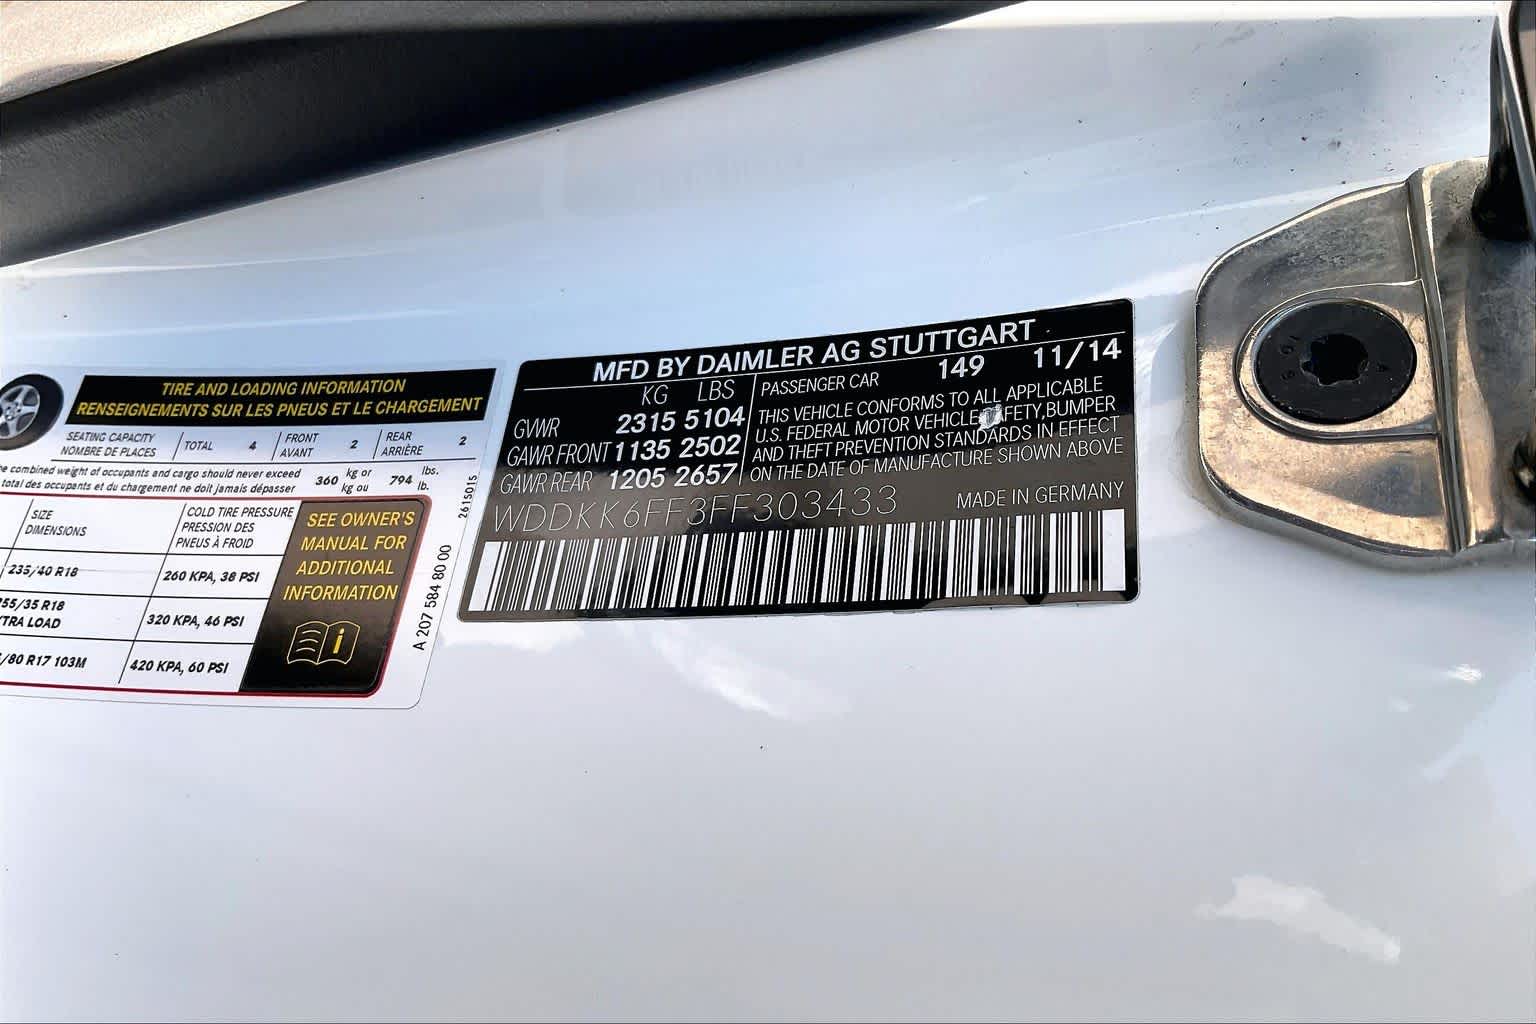 TIRE AND LOADING INFORMATION
RENSEIGNEMENTS SUR LES PNEUS ET LE CHARGEMENT
SEATING CAPACITY
NOMBRE DE PLACES
TOTAL 4
FRONT
AVANT 2
REAR
ARRIÈRE 2
combined weight of occupants and cargo should never exceed
total des occupants et du chargement ne doit jamais dépasser
360 kg or
kg ou
794 lbs.
lb.
SIZE
DIMENSIONS
COLD TIRE PRESSURE
PRESSION DES
PNEUS À FROID
235/40 R18
260 KPA, 38 PSI
55/35 R18
TRA LOAD
320 KPA, 46 PSI
/80 R17 103M
420 KPA, 60 PSI
SEE OWNER'S
MANUAL FOR
ADDITIONAL
INFORMATION
i
A 207 584 80 00
261S01S
MFD BY DAIMLER AG STUTTGART
KG LBS
GVWR 2315 5104
GAWR FRONT 1135 2502
GAWR REAR 1205 2657
PASSENGER CAR 149 11/14
THIS VEHICLE CONFORMS TO ALL APPLICABLE
U.S. FEDERAL MOTOR VEHICLE AFETY, BUMPER
AND THEFT PREVENTION STANDARDS IN EFFECT
ON THE DATE OF MANUFACTURE SHOWN ABOVE
WDDKK6FF3FF303433
MADE IN GERMANY